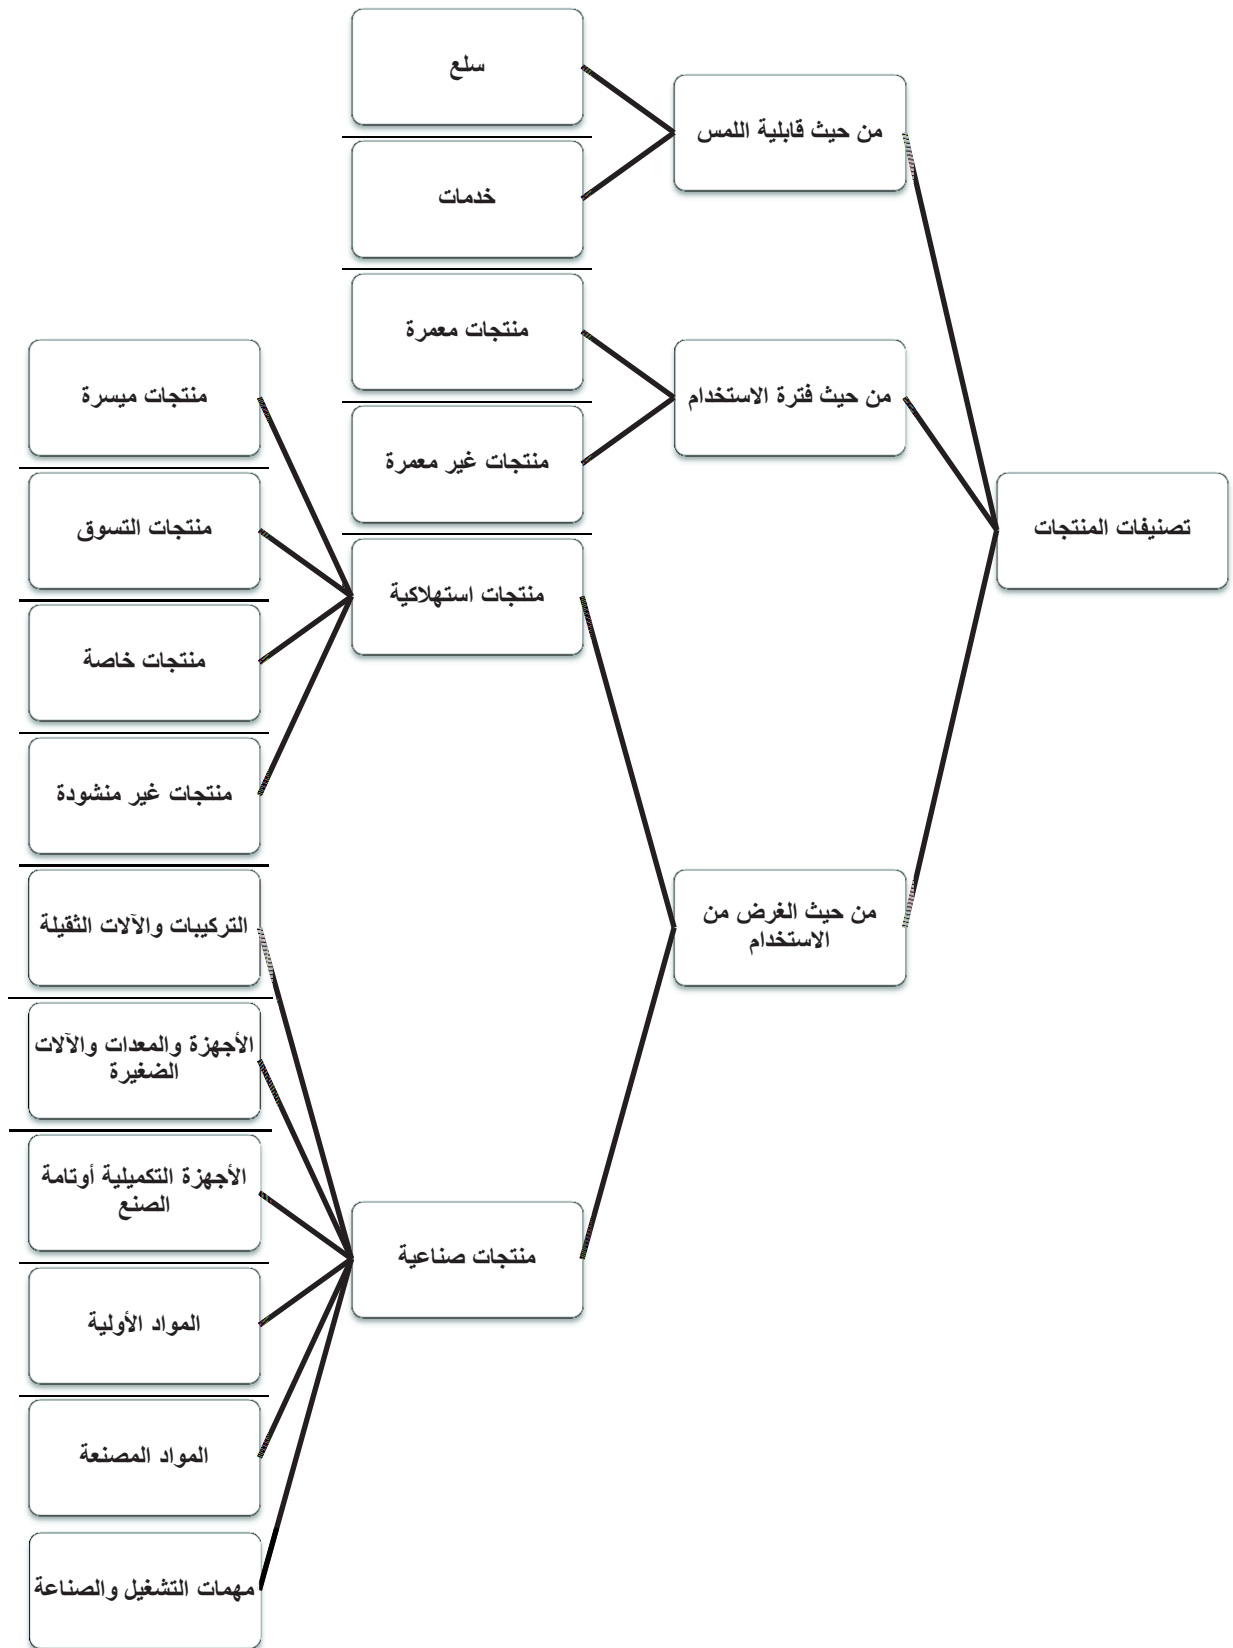 تصنيفات المنتجات
من حيث قابلية اللمس
سلع
خدمات
من حيث فترة الاستخدام
منتجات معمرة
منتجات غير معمرة
من حيث الغرض من
الاستخدام
منتجات استهلاكية
منتجات ميسرة
منتجات التسوق
منتجات خاصة
منتجات غير منشودة
منتجات صناعية
التركيبات والآلات الثقيلة
الأجهزة والمعدات والآلات
الضغيرة
الأجهزة التكميلية أوتامة
الصنع
المواد الأولية
المواد المصنعة
مهمات التشغيل والصناعة